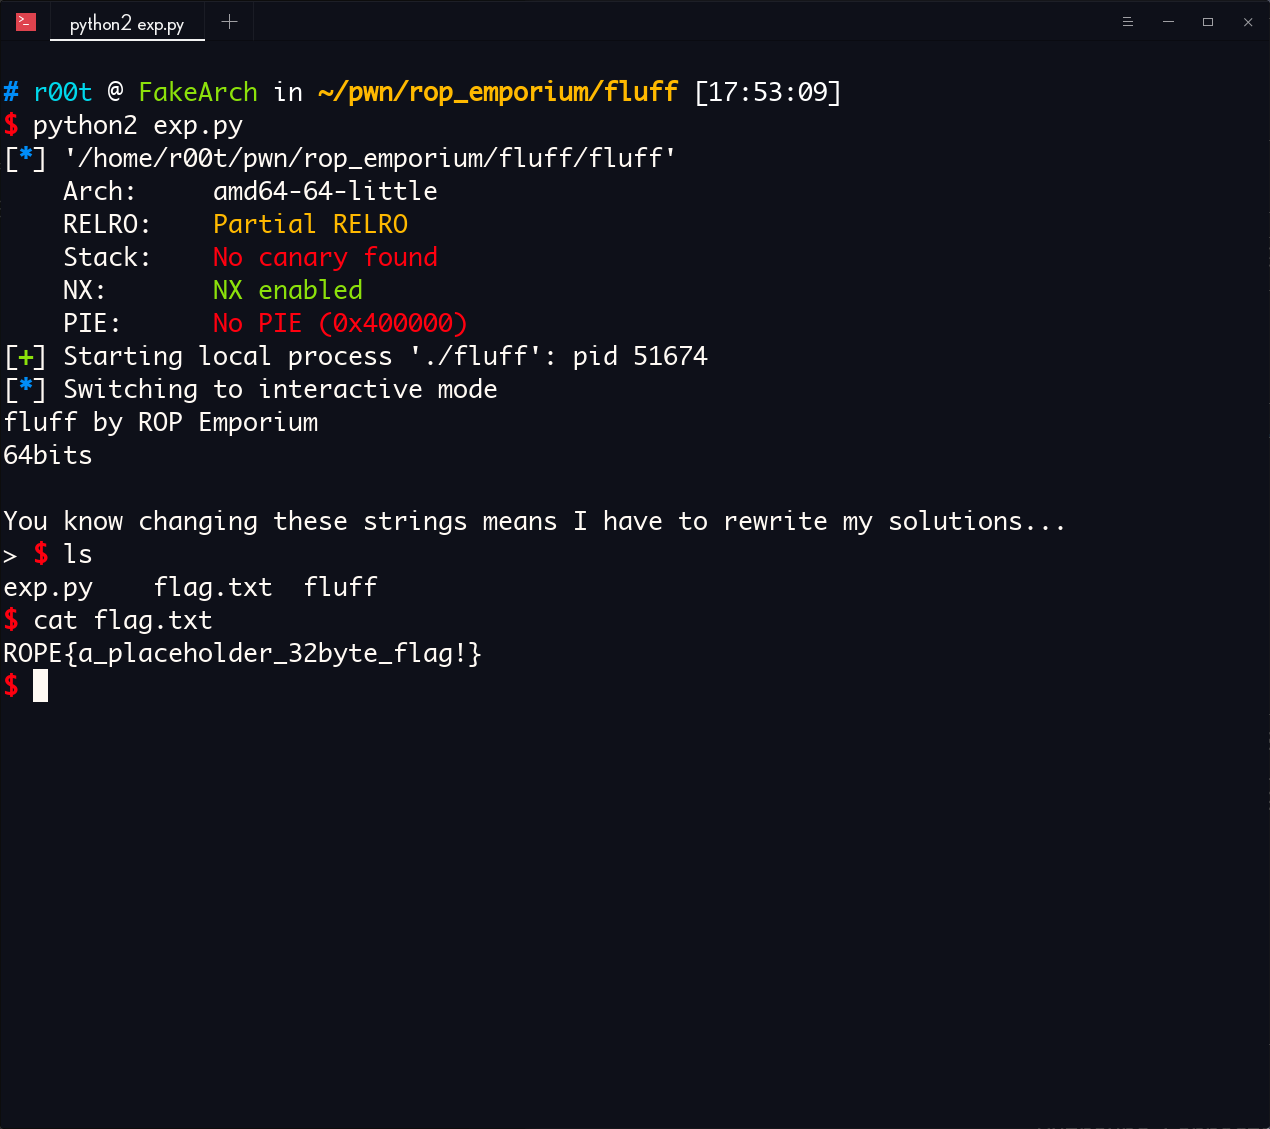 python2 exp.py
# r00t @ FakeArch in ~/pwn/rop_emporium/fluff [17:53:09]
$ python2 exp.py
[*] '/home/r00t/pwn/rop_emporium/fluff/fluff'
    Arch:     amd64-64-little
    RELRO:    Partial RELRO
    Stack:    No canary found
    NX:       NX enabled
    PIE:      No PIE (0x400000)
[+] Starting local process './fluff': pid 51674
[*] Switching to interactive mode
fluff by ROP Emporium
64bits

You know changing these strings means I have to rewrite my solutions...
> $ ls
exp.py    flag.txt  fluff
$ cat flag.txt
ROPE{a_placeholder_32byte_flag!}
$